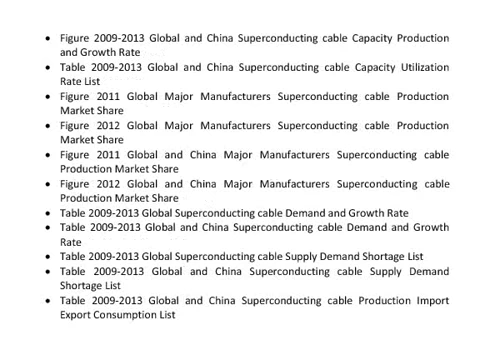 • Figure 2009-2013 Global and China Superconducting cable Capacity Production
and Growth Rate
• Table 2009-2013 Global and China Superconducting cable Capacity Utilization
Rate List
• Figure 2011 Global Major Manufacturers Superconducting cable Production
Market Share
• Figure 2012 Global Major Manufacturers Superconducting cable Production
Market Share
• Figure 2011 Global and China Major Manufacturers Superconducting cable
Production Market Share
• Figure 2012 Global and China Major Manufacturers Superconducting cable
Production Market Share
• Table 2009-2013 Global Superconducting cable Demand and Growth Rate
• Table 2009-2013 Global and China Superconducting cable Demand and Growth
Rate
• Table 2009-2013 Global Superconducting cable Supply Demand Shortage List
• Table 2009-2013 Global and China Superconducting cable Supply Demand
Shortage List
• Table 2009-2013 Global and China Superconducting cable Production Import
Export Consumption List